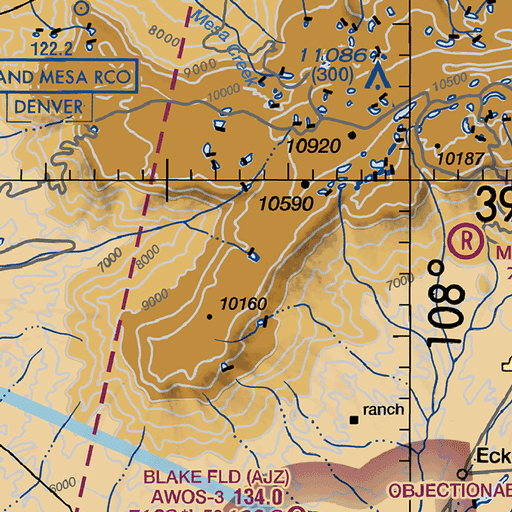 Mesa Creek
8000
122.2
AND MESA RCO
DENVER
9000
10000
11086
(300)
10500
10920
10187
10590
39
R
M
7000
8000
7000
108°
9000
10160
ranch
6000
Eck
BLAKE FLD (AJZ)
AWOS-3 134.0
OBJECTIONAB